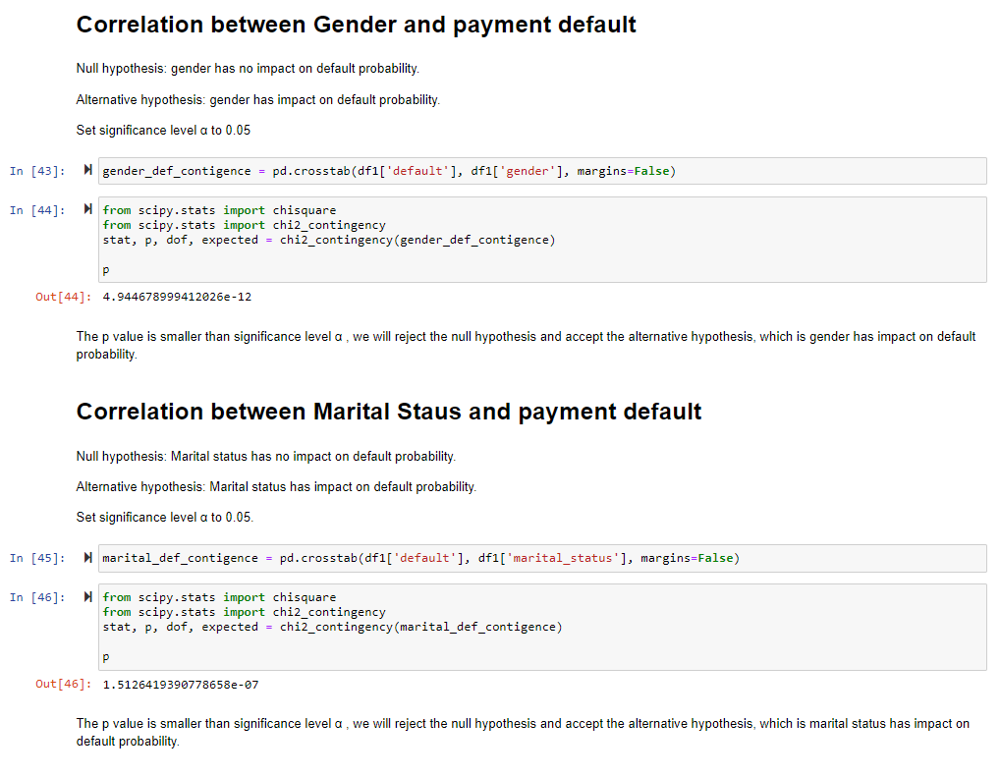 Correlation between Gender and payment default
Null hypothesis: gender has no impact on default probability.
Alternative hypothesis: gender has impact on default probability.
Set significance level α to 0.05
In [43]: gender_def_contigence = pd.crosstab(df1['default'], df1['gender'], margins=False)
In [44]: from scipy.stats import chisquare
from scipy.stats import chi2_contingency
stat, p, dof, expected = chi2_contingency(gender_def_contigence)
p
Out[44]: 4.944678999412026e-12
The p value is smaller than significance level α , we will reject the null hypothesis and accept the alternative hypothesis, which is gender has impact on default
probability.
Correlation between Marital Staus and payment default
Null hypothesis: Marital status has no impact on default probability.
Alternative hypothesis: Marital status has impact on default probability.
Set significance level α to 0.05.
In [45]: marital_def_contigence = pd.crosstab(df1['default'], df1['marital_status'], margins=False)
In [46]: from scipy.stats import chisquare
from scipy.stats import chi2_contingency
stat, p, dof, expected = chi2_contingency(marital_def_contigence)
p
Out[46]: 1.5126419390778658e-07
The p value is smaller than significance level α , we will reject the null hypothesis and accept the alternative hypothesis, which is marital status has impact on
default probability.